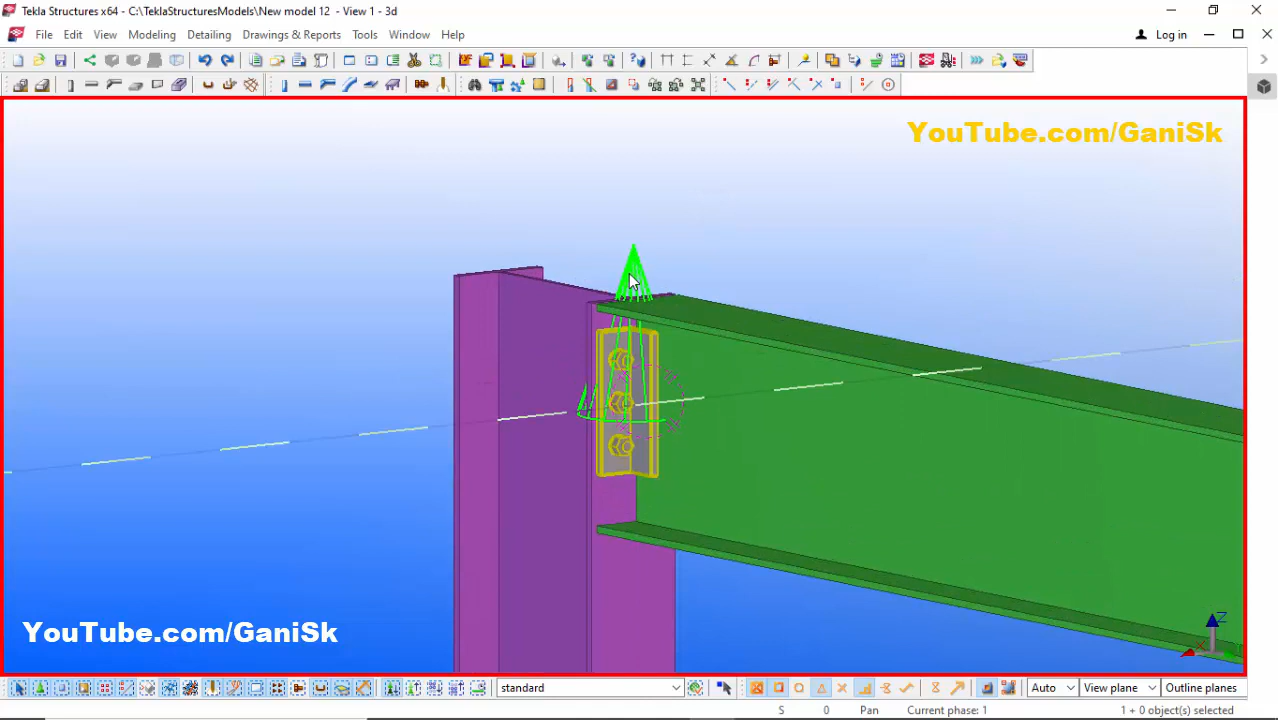 Tekla Structures x64 - C:\TeklaStructuresModels\New model 12 - View 1 - 3d
File Edit View Modeling Detailing Drawings & Reports Tools Window Help
Log in
YouTube.com/GaniSk
YouTube.com/GaniSk
Z
standard
Auto
View plane
Outline planes
S 0 Pan Current phase: 1 1 + 0 object(s) selected